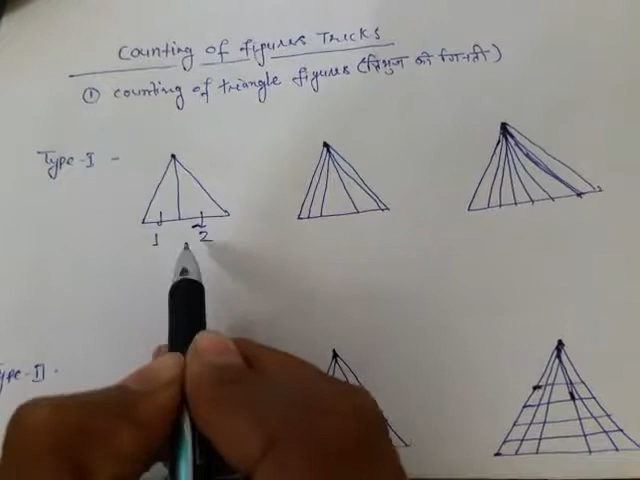 Counting of figures Tricks
① Counting of triangle figures (त्रिभुज की गिनती)
Type-I -
1 2
Type-II.